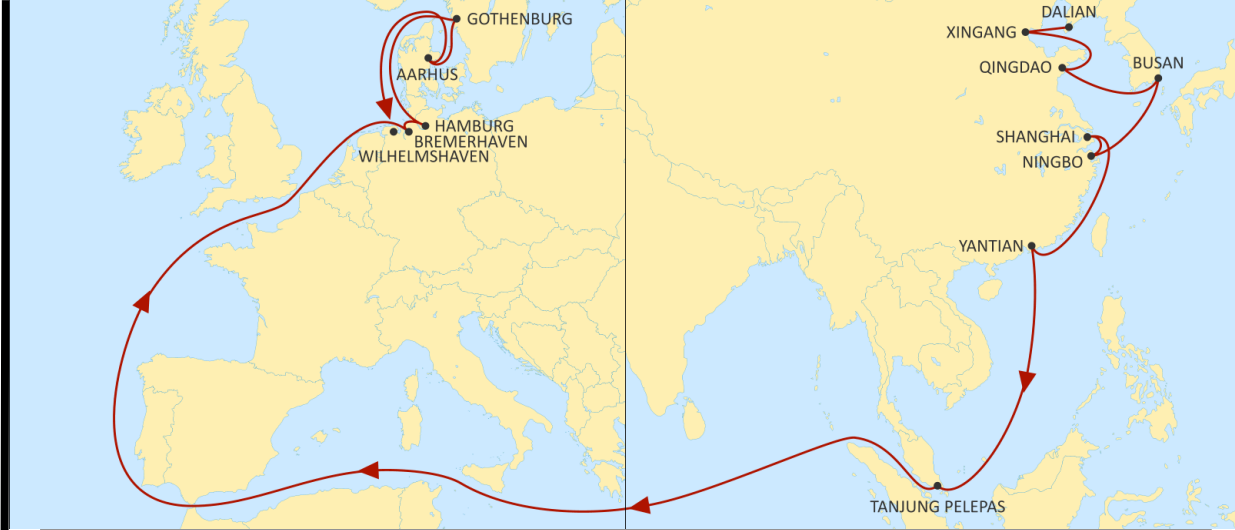 GOTHENBURG
AARHUS
HAMBURG
BREMERHAVEN
WILHELMSHAVEN
DALIAN
XINGANG
QINGDAO
BUSAN
SHANGHAI
NINGBO
YANTIAN
TANJUNG PELEPAS